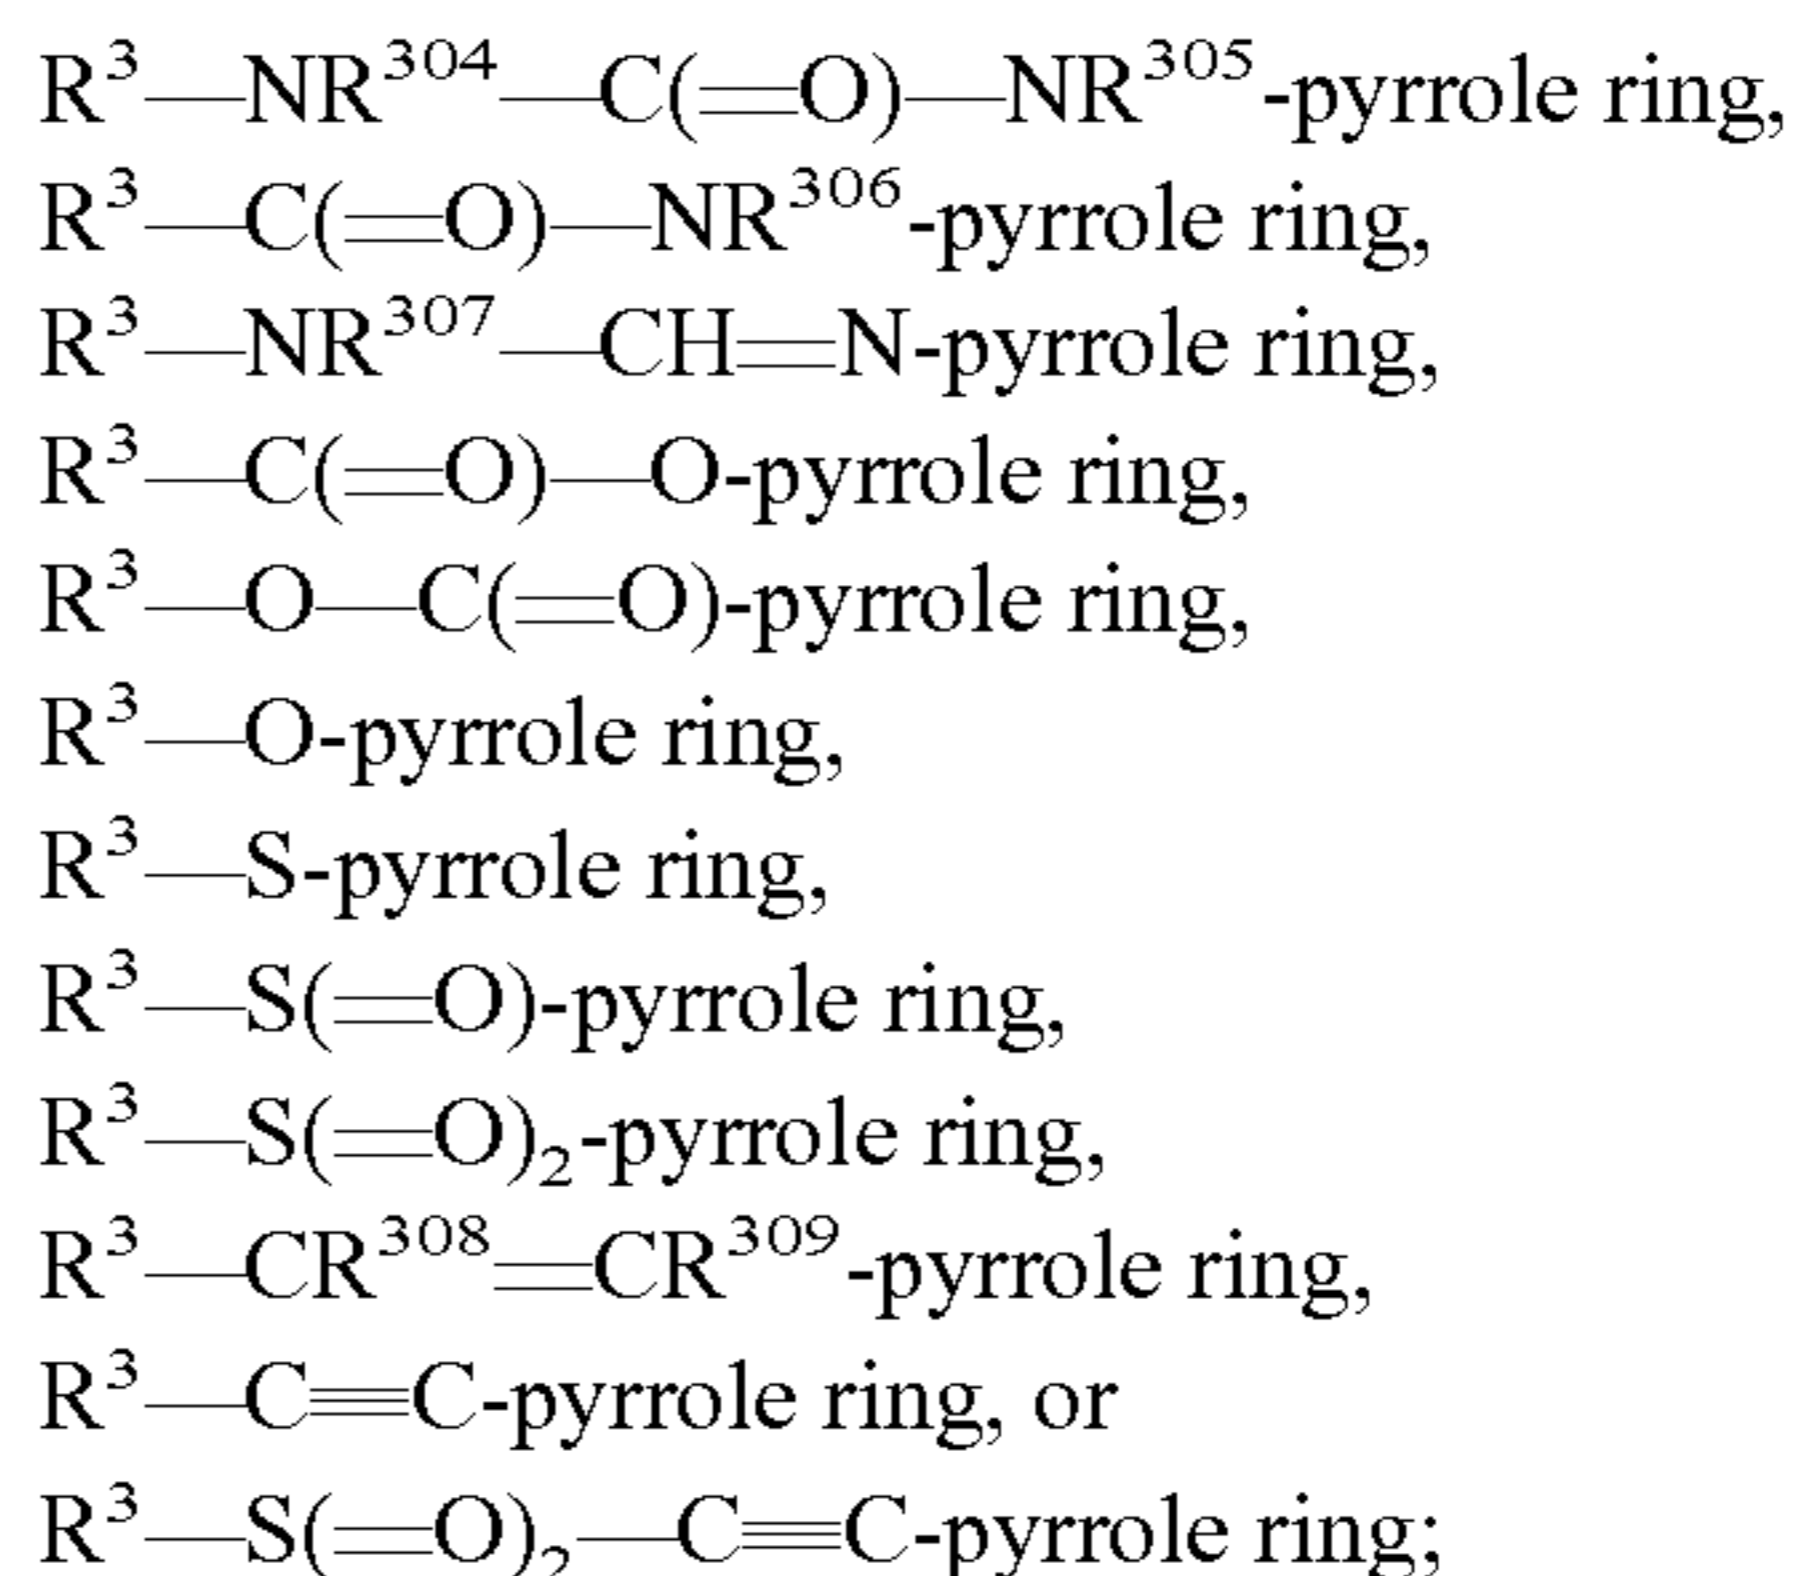 R³—NR³⁰⁴—C(=O)—NR³⁰⁵-pyrrole ring,
R³—C(=O)—NR³⁰⁶-pyrrole ring,
R³—NR³⁰⁷—CH=N-pyrrole ring,
R³—C(=O)—O-pyrrole ring,
R³—O—C(=O)-pyrrole ring,
R³—O-pyrrole ring,
R³—S-pyrrole ring,
R³—S(=O)-pyrrole ring,
R³—S(=O)₂-pyrrole ring,
R³—CR³⁰⁸=CR³⁰⁹-pyrrole ring,
R³—C≡C-pyrrole ring, or
R³—S(=O)₂—C≡C-pyrrole ring;